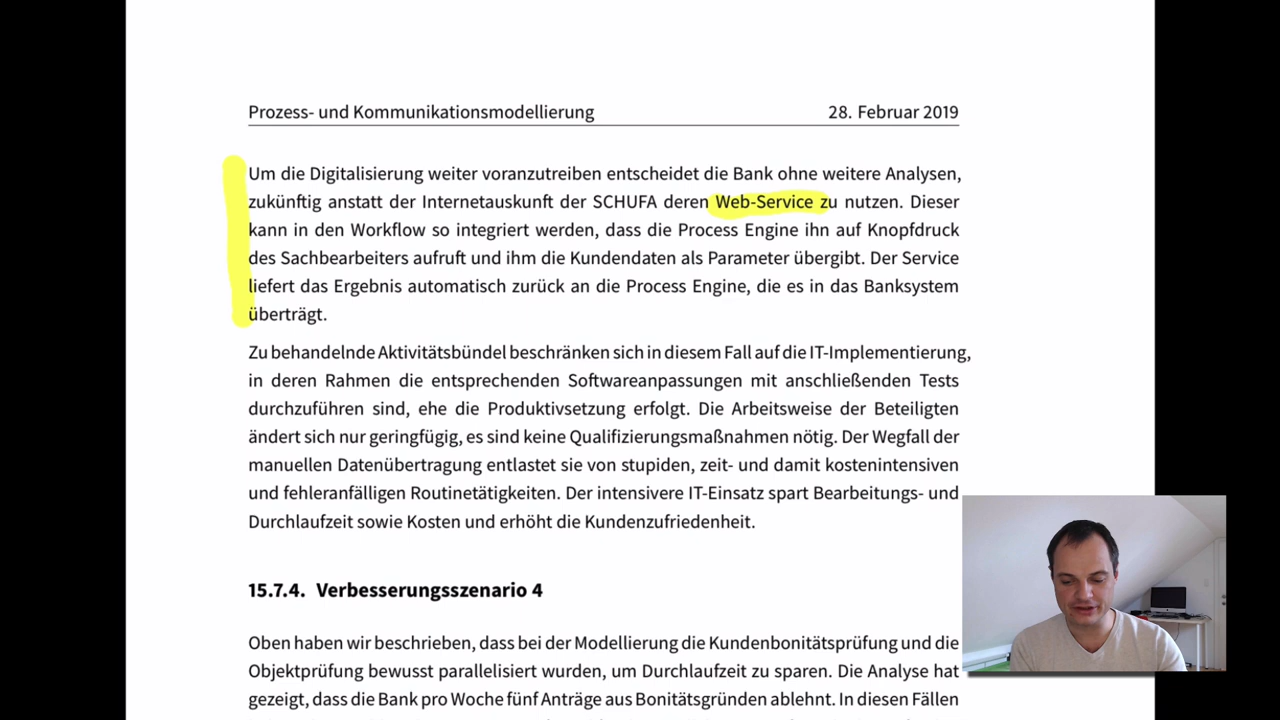 Prozess- und Kommunikationsmodellierung 28. Februar 2019
Um die Digitalisierung weiter voranzutreiben entscheidet die Bank ohne weitere Analysen,
zukünftig anstatt der Internetauskunft der SCHUFA deren Web-Service zu nutzen. Dieser
kann in den Workflow so integriert werden, dass die Process Engine ihn auf Knopfdruck
des Sachbearbeiters aufruft und ihm die Kundendaten als Parameter übergibt. Der Service
liefert das Ergebnis automatisch zurück an die Process Engine, die es in das Banksystem
überträgt.
Zu behandelnde Aktivitätsbündel beschränken sich in diesem Fall auf die IT-Implementierung,
in deren Rahmen die entsprechenden Softwareanpassungen mit anschließenden Tests
durchzuführen sind, ehe die Produktivsetzung erfolgt. Die Arbeitsweise der Beteiligten
ändert sich nur geringfügig, es sind keine Qualifizierungsmaßnahmen nötig. Der Wegfall der
manuellen Datenübertragung entlastet sie von stupiden, zeit- und damit kostenintensiven
und fehleranfälligen Routinetätigkeiten. Der intensivere IT-Einsatz spart Bearbeitungs- und
Durchlaufzeit sowie Kosten und erhöht die Kundenzufriedenheit.
15.7.4. Verbesserungsszenario 4
Oben haben wir beschrieben, dass bei der Modellierung die Kundenbonitätsprüfung und die
Objektprüfung bewusst parallelisiert wurden, um Durchlaufzeit zu sparen. Die Analyse hat
gezeigt, dass die Bank pro Woche fünf Anträge aus Bonitätsgründen ablehnt. In diesen Fällen